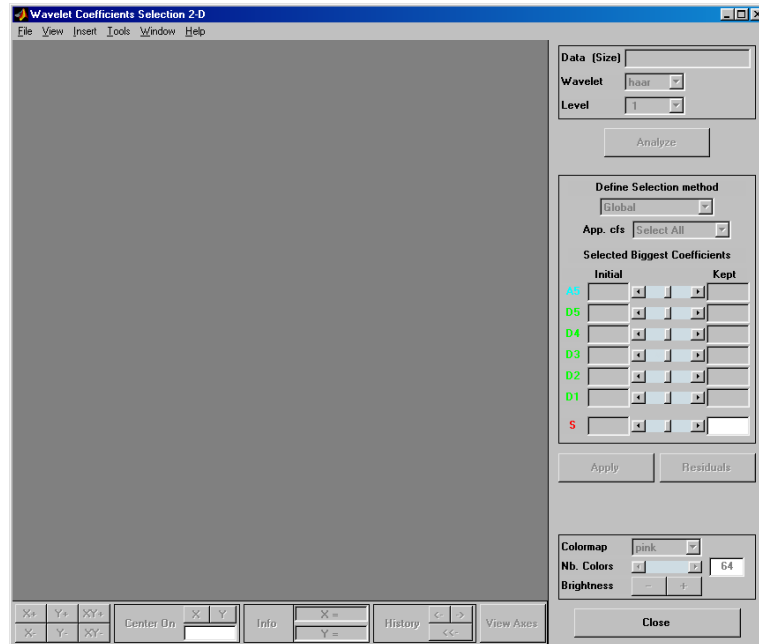 Wavelet Coefficients Selection 2-D
File View Insert Tools Window Help
Data (Size)
Wavelet haar
Level 1
Analyze
Define Selection method
Global
App. cfs Select All
Selected Biggest Coefficients
Initial Kept
A5
D5
D4
D3
D2
D1
S
Apply Residuals
Colormap pink
Nb. Colors 64
Brightness - +
X+ Y+ XY+ Center On X Y Info X = History <- -> View Axes
X- Y- XY- Y = <<-
Close